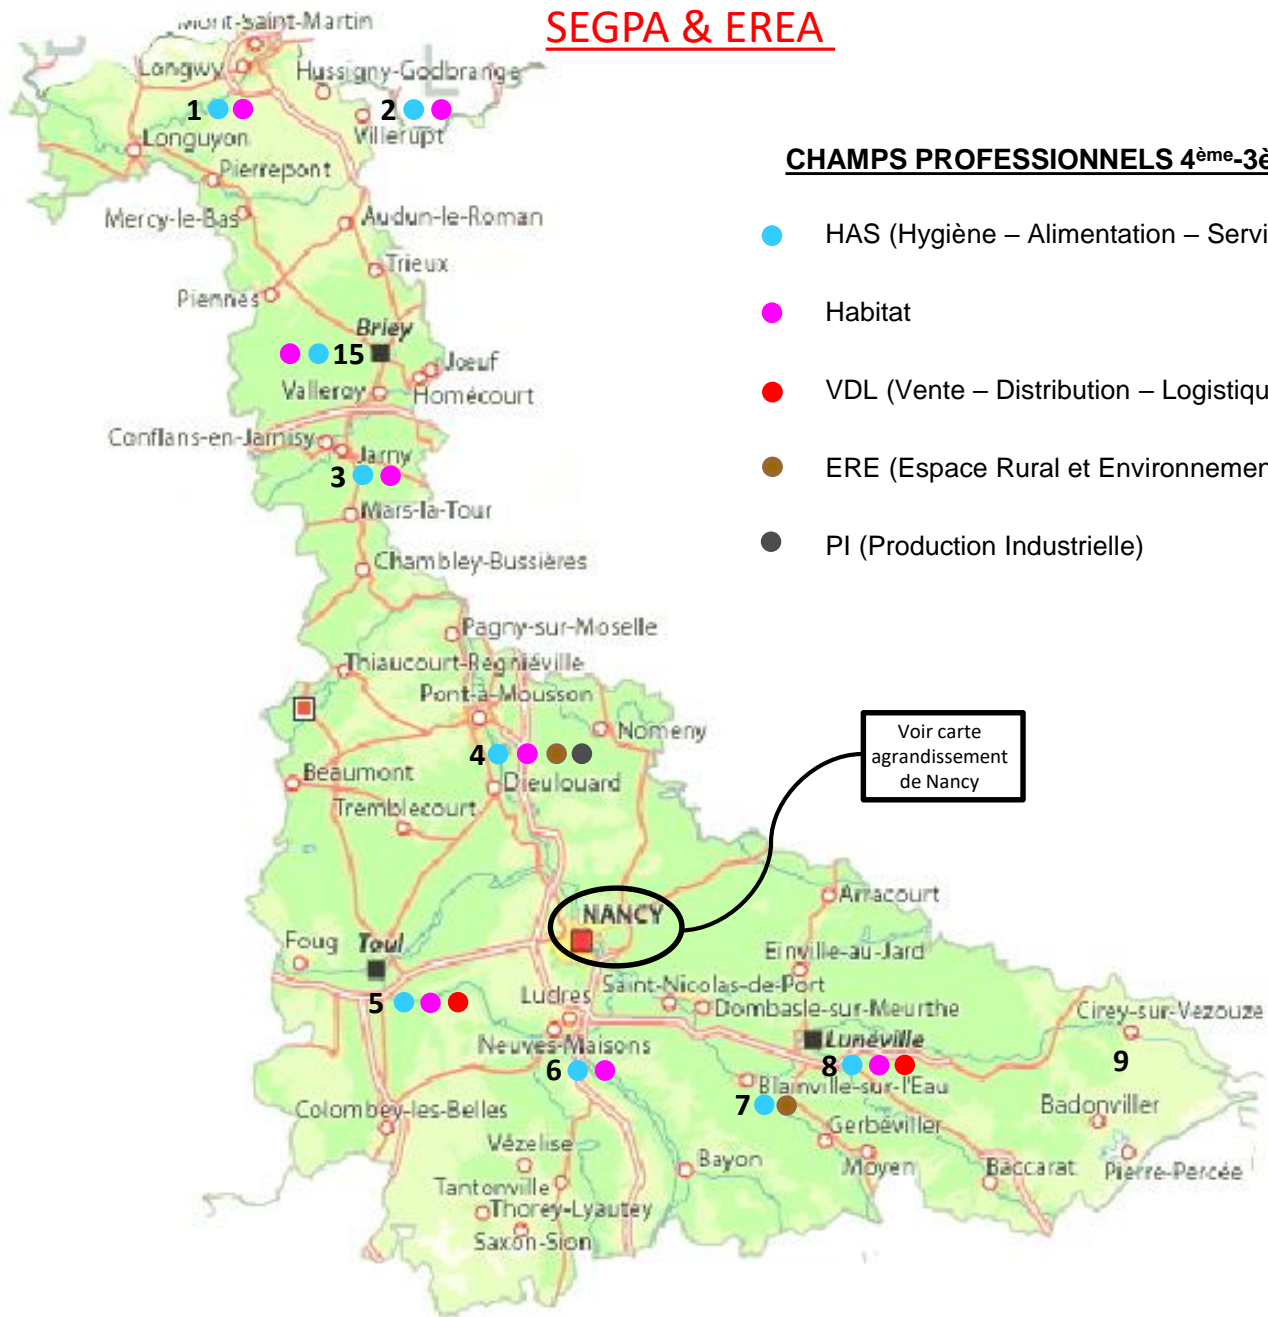 SEGPA & EREA
Mont-Saint-Martin
Longwy
Hussigny-Godbrange
1
2
Villerupt
Longuyon
Pierrepont
Mercy-le-Bas
Audun-le-Roman
Trieux
Piennes
Briey
15
Joeuf
Valleroy
Homécourt
Conflans-en-Jarnisy
Jarny
3
Mars-la-Tour
Chambley-Bussières
Pagny-sur-Moselle
Thiaucourt-Regniéville
Pont-à-Mousson
Nomeny
4
Beaumont
Dieulouard
Tremblecourt
NANCY
Arracourt
Foug
Toul
Einville-au-Jard
5
Ludres
Saint-Nicolas-de-Port
Dombasle-sur-Meurthe
Cirey-sur-Vezouze
Neuves-Maisons
Lunéville
6
8
9
Blainville-sur-l'Eau
7
Colombey-les-Belles
Badonviller
Gerbéviller
Vézelise
Bayon
Moyen
Baccarat
Pierre-Percée
Tantonville
Thorey-Lyautey
Saxon-Sion
CHAMPS PROFESSIONNELS 4ème-3è
HAS (Hygiène – Alimentation – Servi
Habitat
VDL (Vente – Distribution – Logistiqu
ERE (Espace Rural et Environnemen
PI (Production Industrielle)
Voir carte
agrandissement
de Nancy